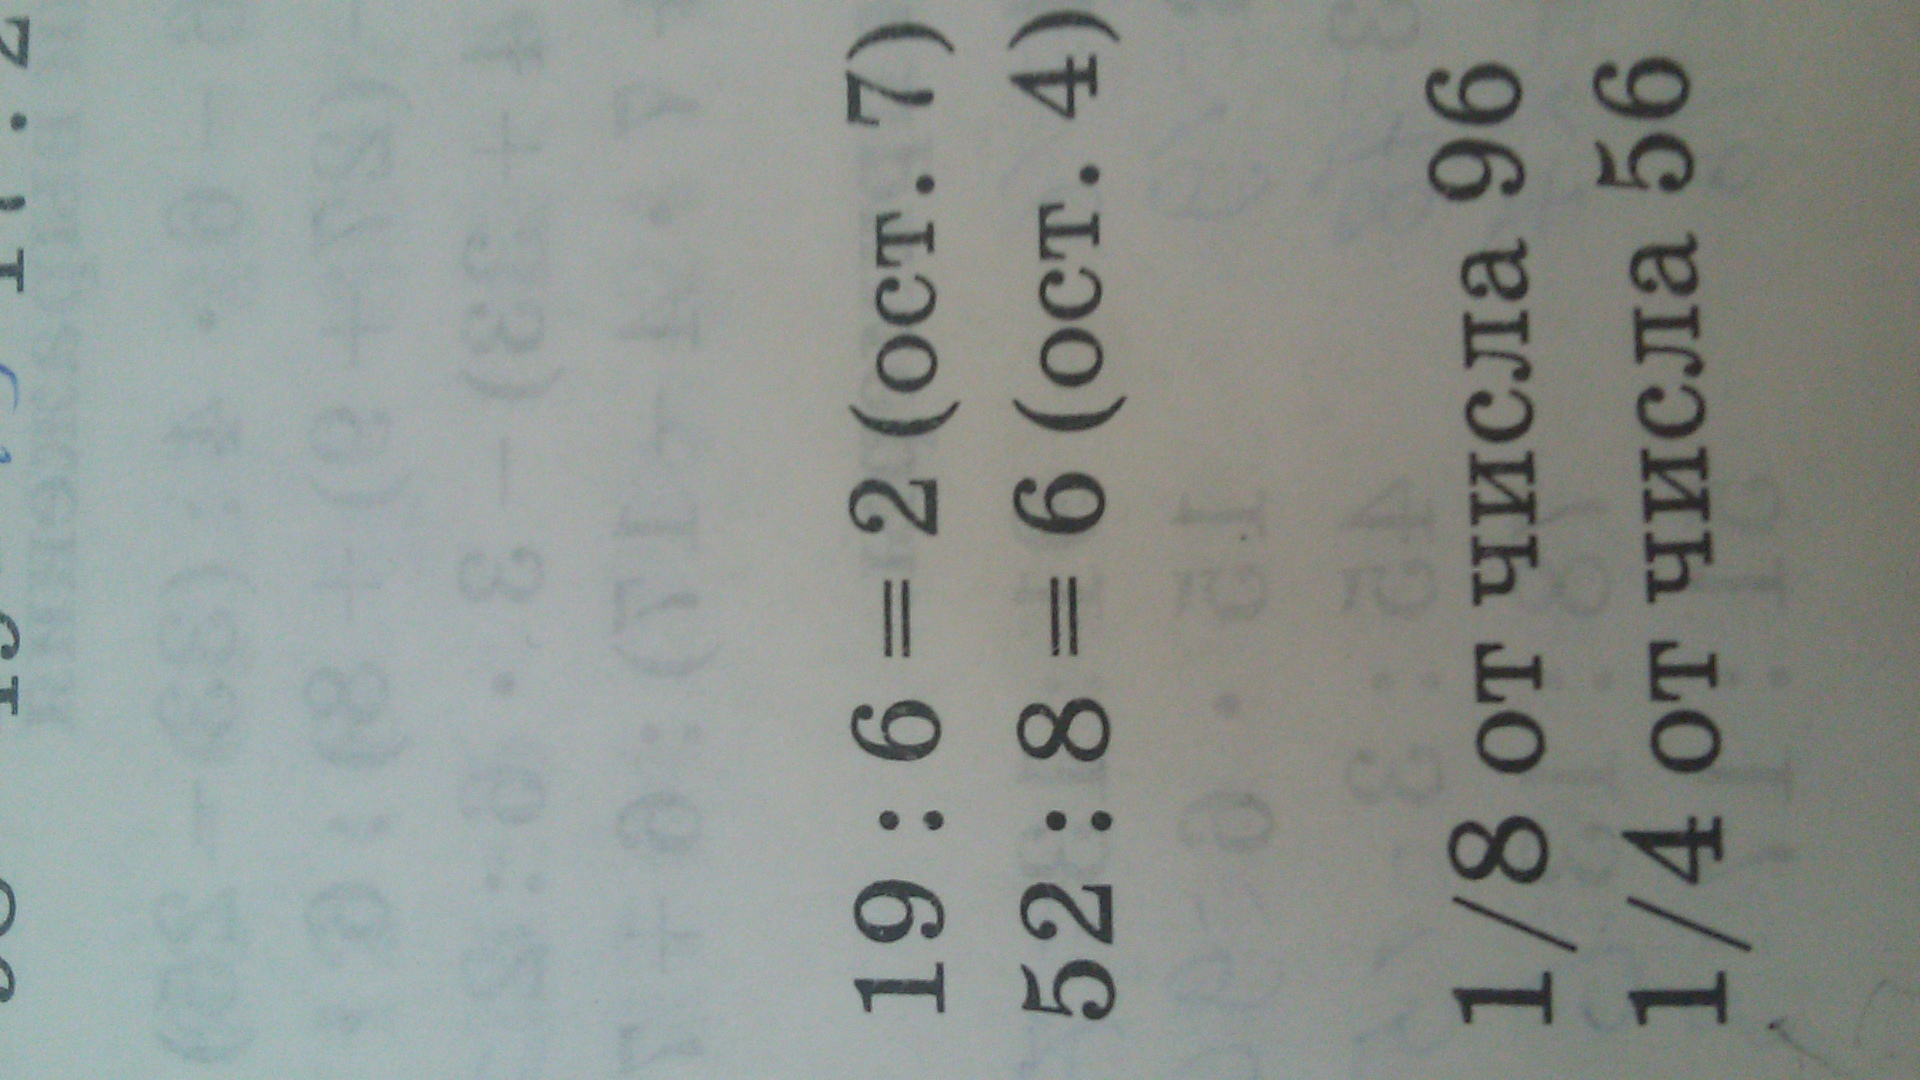 19 : 6 = 2 (ост. 7)
52 : 8 = 6 (ост. 4)
1/8 от числа 96
1/4 от числа 56